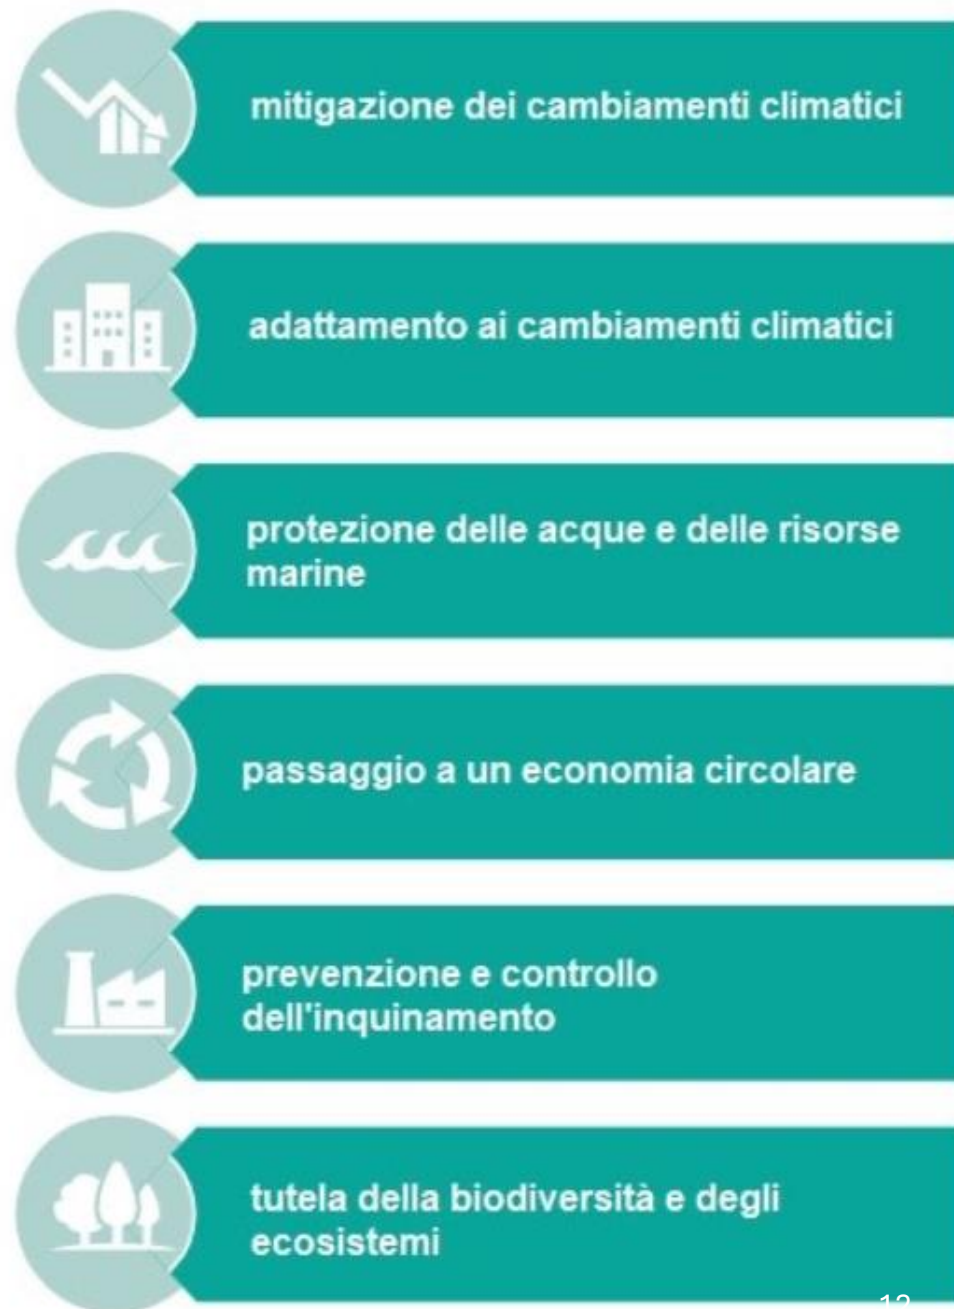 mitigazione dei cambiamenti climatici
adattamento ai cambiamenti climatici
protezione delle acque e delle risorse
marine
passaggio a un economia circolare
prevenzione e controllo
dell'inquinamento
tutela della biodiversità e degli
ecosistemi